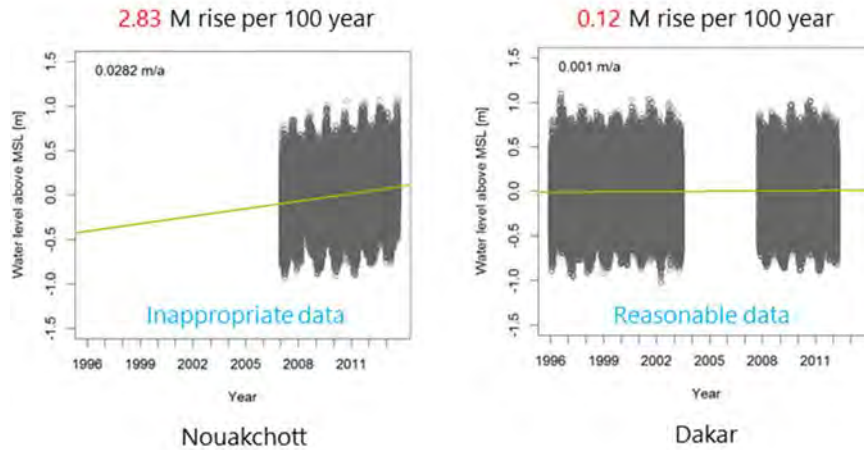 2.83 M rise per 100 year
0.0282 m/a
Water level above MSL [m]
1.5
1.0
0.5
0.0
-0.5
-1.0
-1.5
Inappropriate data
1996 1999 2002 2005 2008 2011
Year
Nouakchott
0.12 M rise per 100 year
0.001 m/a
Water level above MSL [m]
1.5
1.0
0.5
0.0
-0.5
-1.0
-1.5
Reasonable data
1996 1999 2002 2005 2008 2011
Year
Dakar